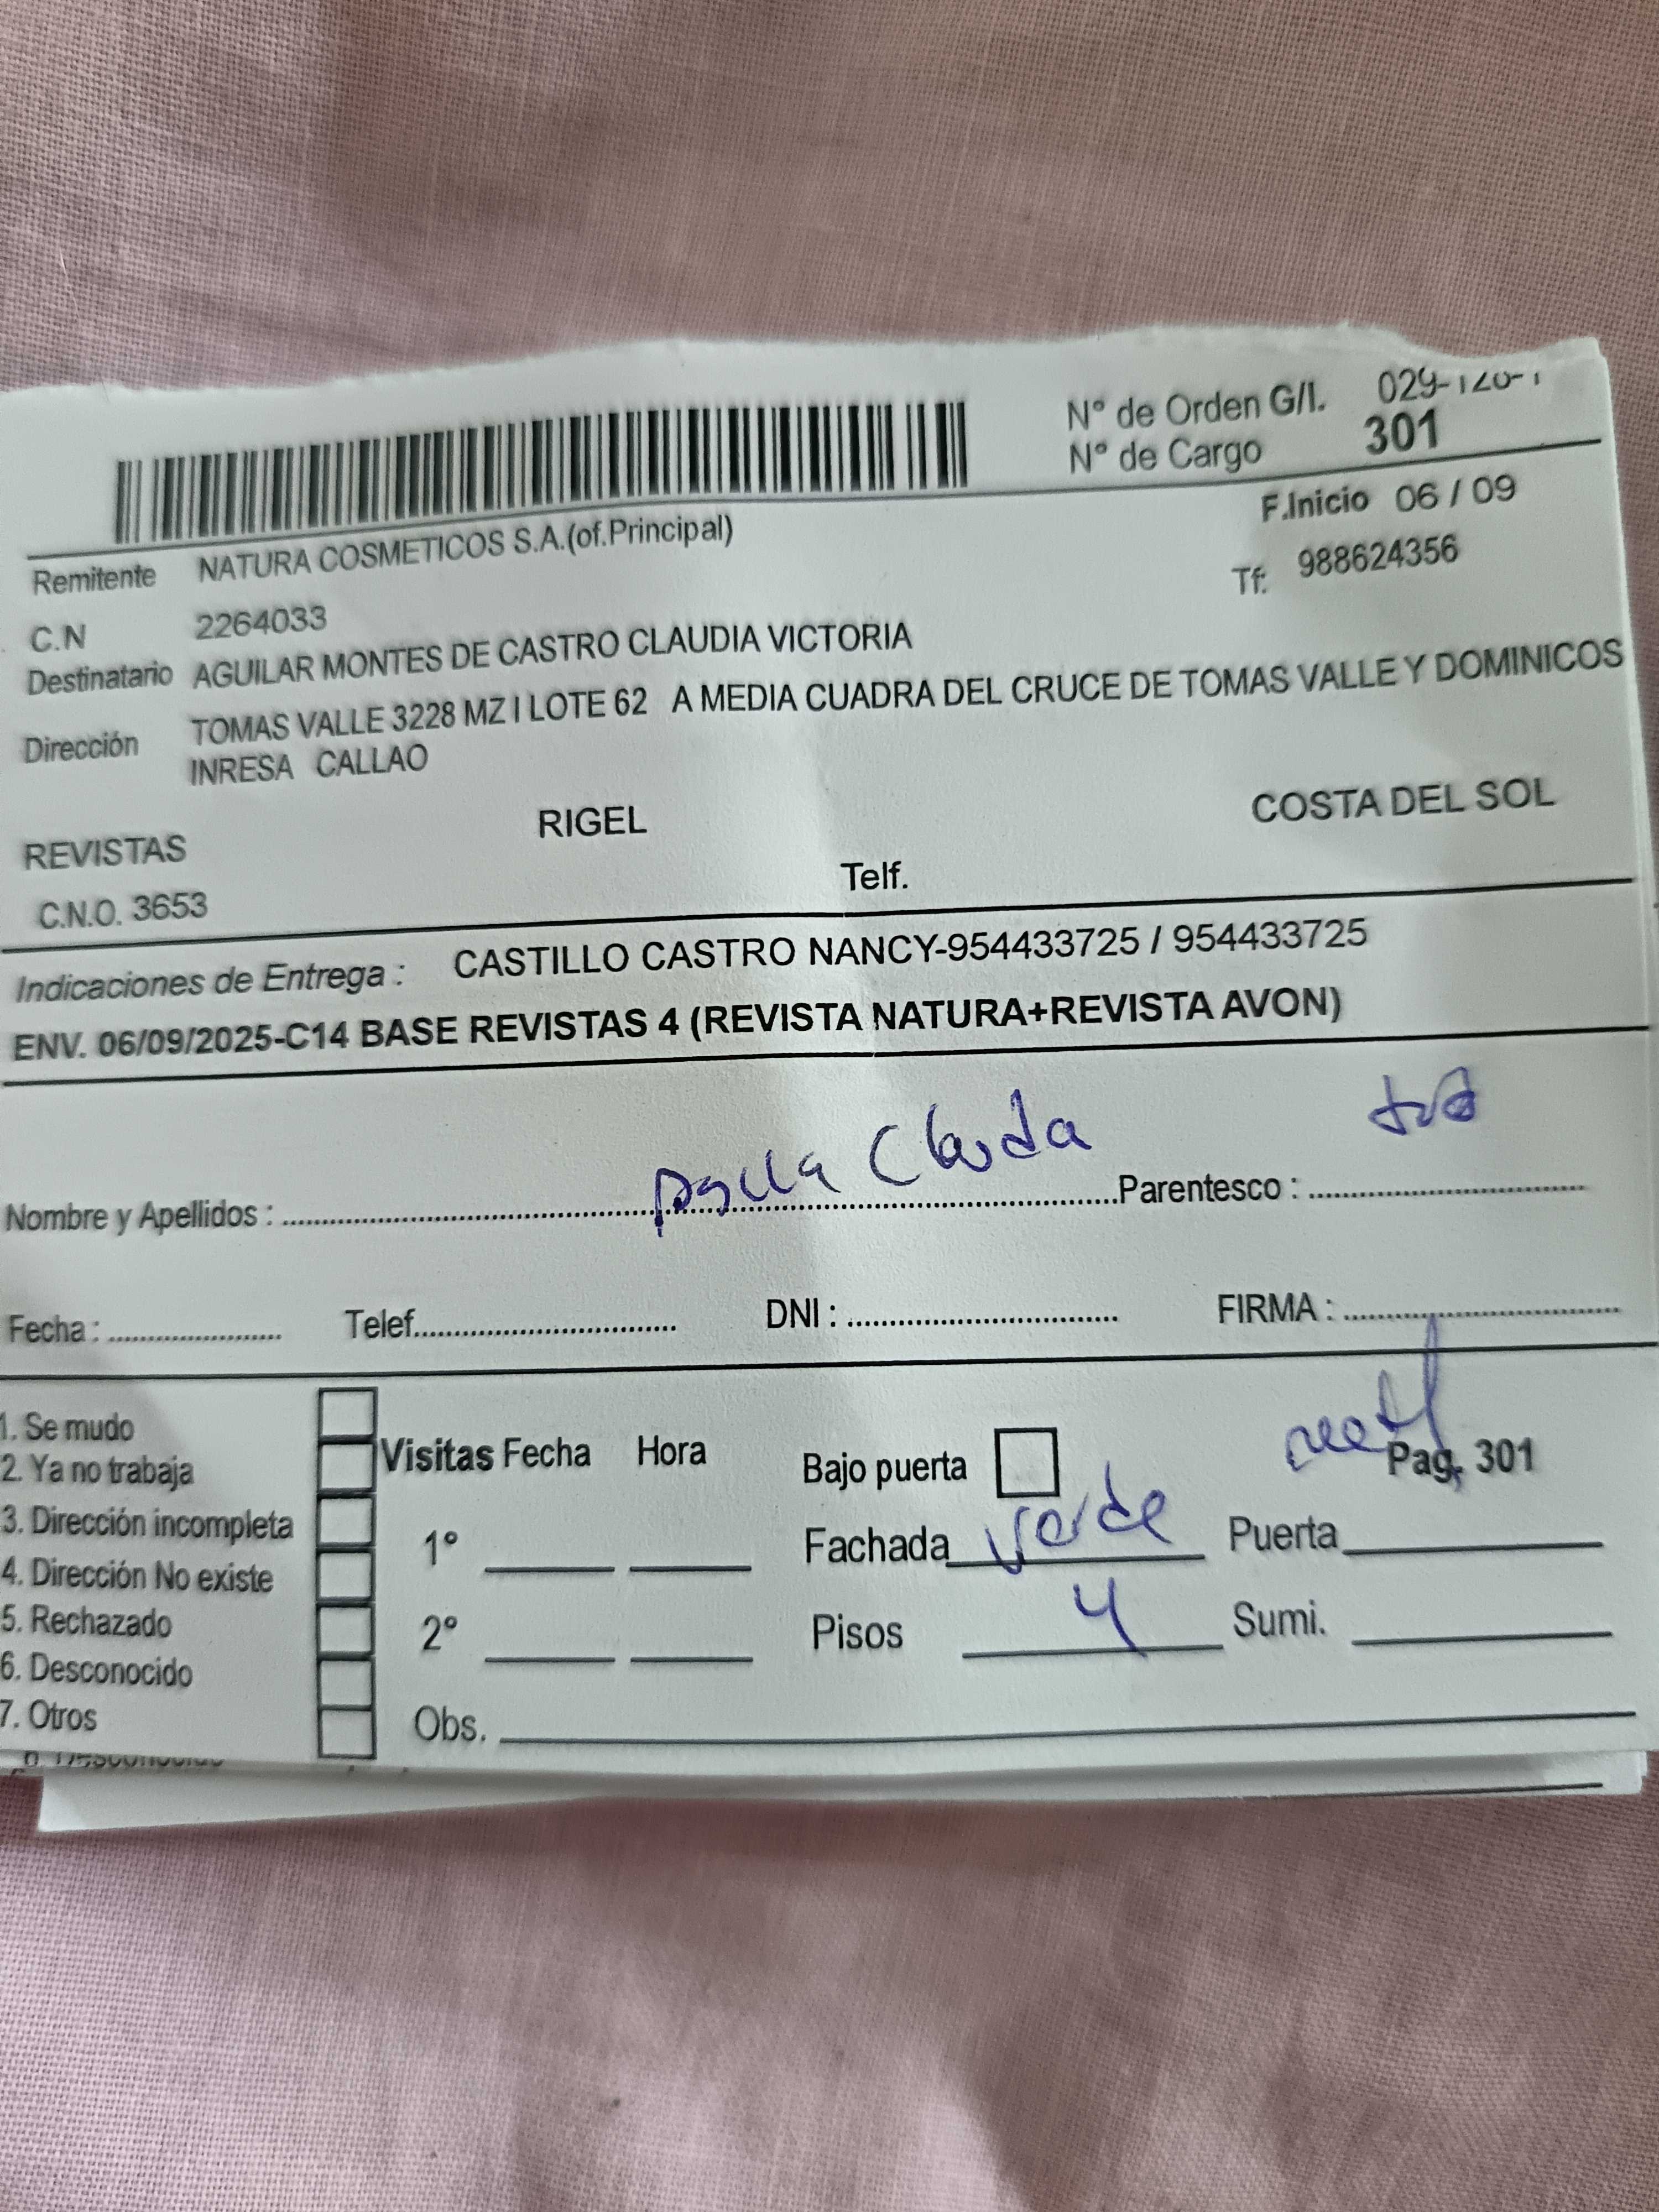 Nº de Orden G/I.
Nº de Cargo 301
F.Inicio 06 / 09
Remitente NATURA COSMETICOS S.A.(of.Principal)
Tf: 988624356
C.N 2264033
Destinatario AGUILAR MONTES DE CASTRO CLAUDIA VICTORIA
Dirección TOMAS VALLE 3228 MZ I LOTE 62 A MEDIA CUADRA DEL CRUCE DE TOMAS VALLE Y DOMINICOS
INRESA CALLAO
REVISTAS RIGEL COSTA DEL SOL
C.N.O. 3653 Telf.
Indicaciones de Entrega : CASTILLO CASTRO NANCY-954433725 / 954433725
ENV. 06/09/2025-C14 BASE REVISTAS 4 (REVISTA NATURA+REVISTA AVON)
Nombre y Apellidos : Parentesco :
Fecha : Telef. DNI : FIRMA :
1. Se mudo
2. Ya no trabaja
3. Dirección incompleta
4. Dirección No existe
5. Rechazado
6. Desconocido
7. Otros
Visitas Fecha Hora
1º
2º
Obs.
Bajo puerta Pag, 301
Fachada verde Puerta
Pisos 4 Sumi.